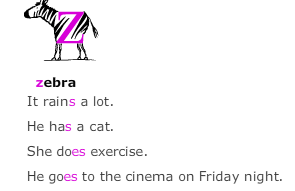 Z
zebra
It rains a lot.
He has a cat.
She does exercise.
He goes to the cinema on Friday night.